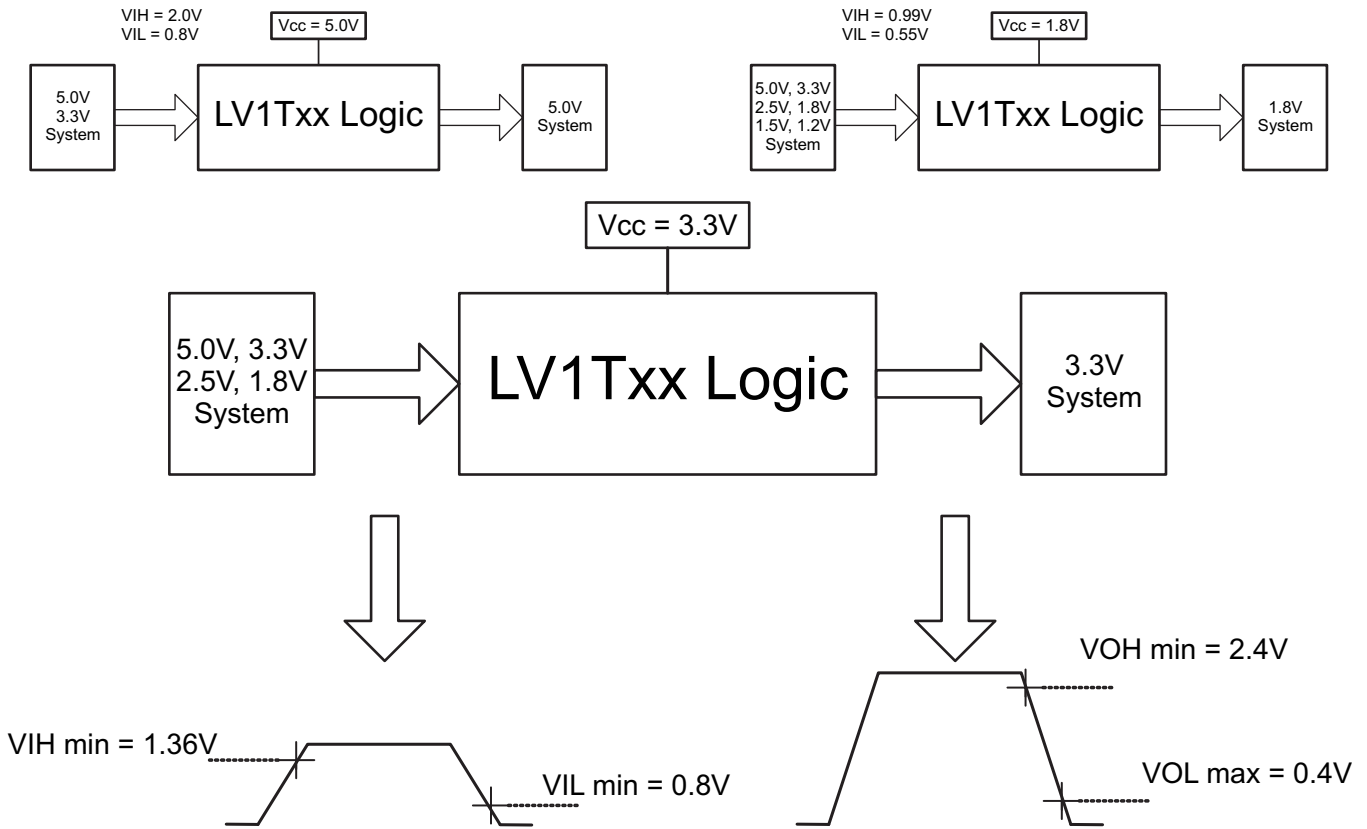 VIH = 2.0V
VIL = 0.8V
Vcc = 5.0V
5.0V
3.3V
System
LV1Txx Logic
5.0V
System
VIH = 0.99V
VIL = 0.55V
Vcc = 1.8V
5.0V, 3.3V
2.5V, 1.8V
1.5V, 1.2V
System
LV1Txx Logic
1.8V
System
Vcc = 3.3V
5.0V, 3.3V
2.5V, 1.8V
System
LV1Txx Logic
3.3V
System
VIH min = 1.36V
VIL min = 0.8V
VOH min = 2.4V
VOL max = 0.4V